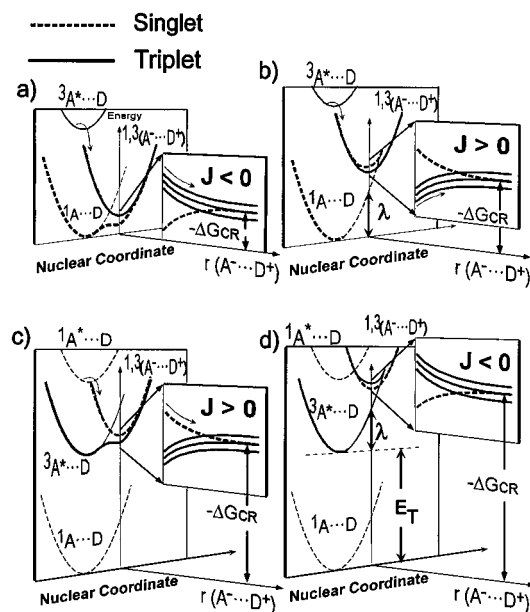 Singlet
Triplet
a)
³A*···D
Energy
¹,³(A⁻···D⁺)
J < 0
¹A···D
-ΔGCR
Nuclear Coordinate
r (A⁻···D⁺)
b)
³A*···D
¹,³(A⁻···D⁺)
J > 0
¹A···D
λ
-ΔGCR
Nuclear Coordinate
r (A⁻···D⁺)
c)
¹A*···D
¹,³(A⁻···D⁺)
J > 0
³A*···D
-ΔGCR
¹A···D
Nuclear Coordinate
r (A⁻···D⁺)
d)
¹A*···D
¹,³(A⁻···D⁺)
J < 0
³A*···D
λ
-ΔGCR
ET
¹A···D
Nuclear Coordinate
r (A⁻···D⁺)